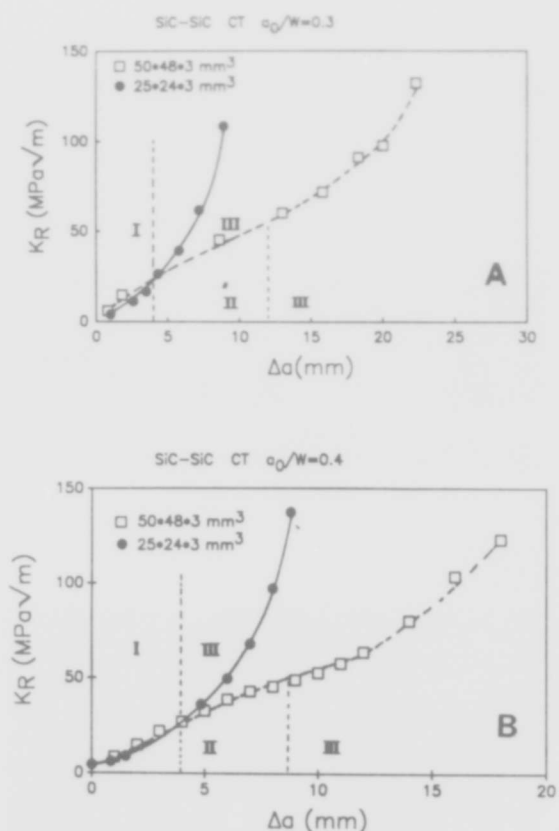 SiC-SiC CT a₀/W=0.3
150
100
50
0
K_R (MPa√m)
□ 50*48*3 mm³
● 25*24*3 mm³
I
III
II
III
A
0 5 10 15 20 25 30
Δa(mm)
SiC-SiC CT a₀/W=0.4
150
100
50
0
K_R (MPa√m)
□ 50*48*3 mm³
● 25*24*3 mm³
I
III
II
III
B
0 5 10 15 20
Δa (mm)